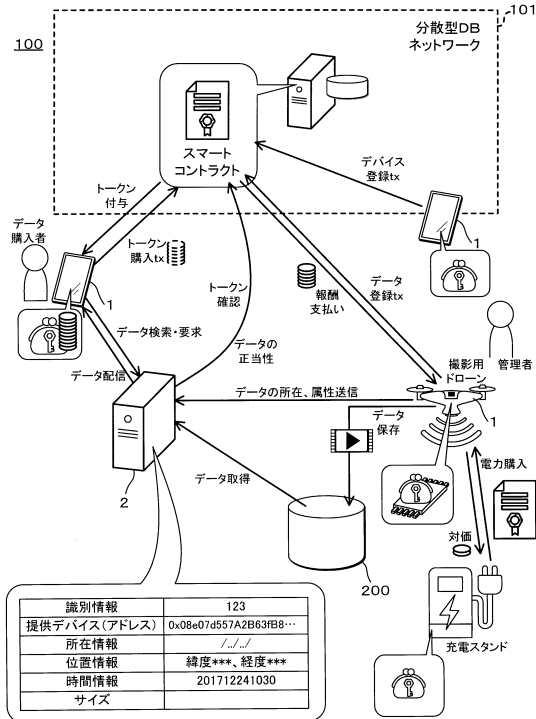 100
101
分散型DB
ネットワーク
スマート
コントラクト
デバイス
登録tx
トークン
付与
データ
購入者
トークン
購入tx
1
1
トークン
確認
報酬
支払い
データ
登録tx
データ検索・要求
データの
正当性
データ配信
撮影用
ドローン
管理者
データの所在、属性送信
1
データ
保存
電力購入
データ取得
2
対価
200
充電スタンド
識別情報 123
提供デバイス(アドレス) 0x08e07d557A2B63fB8…
所在情報 /../../
位置情報 緯度***、経度***
時間情報 201712241030
サイズ